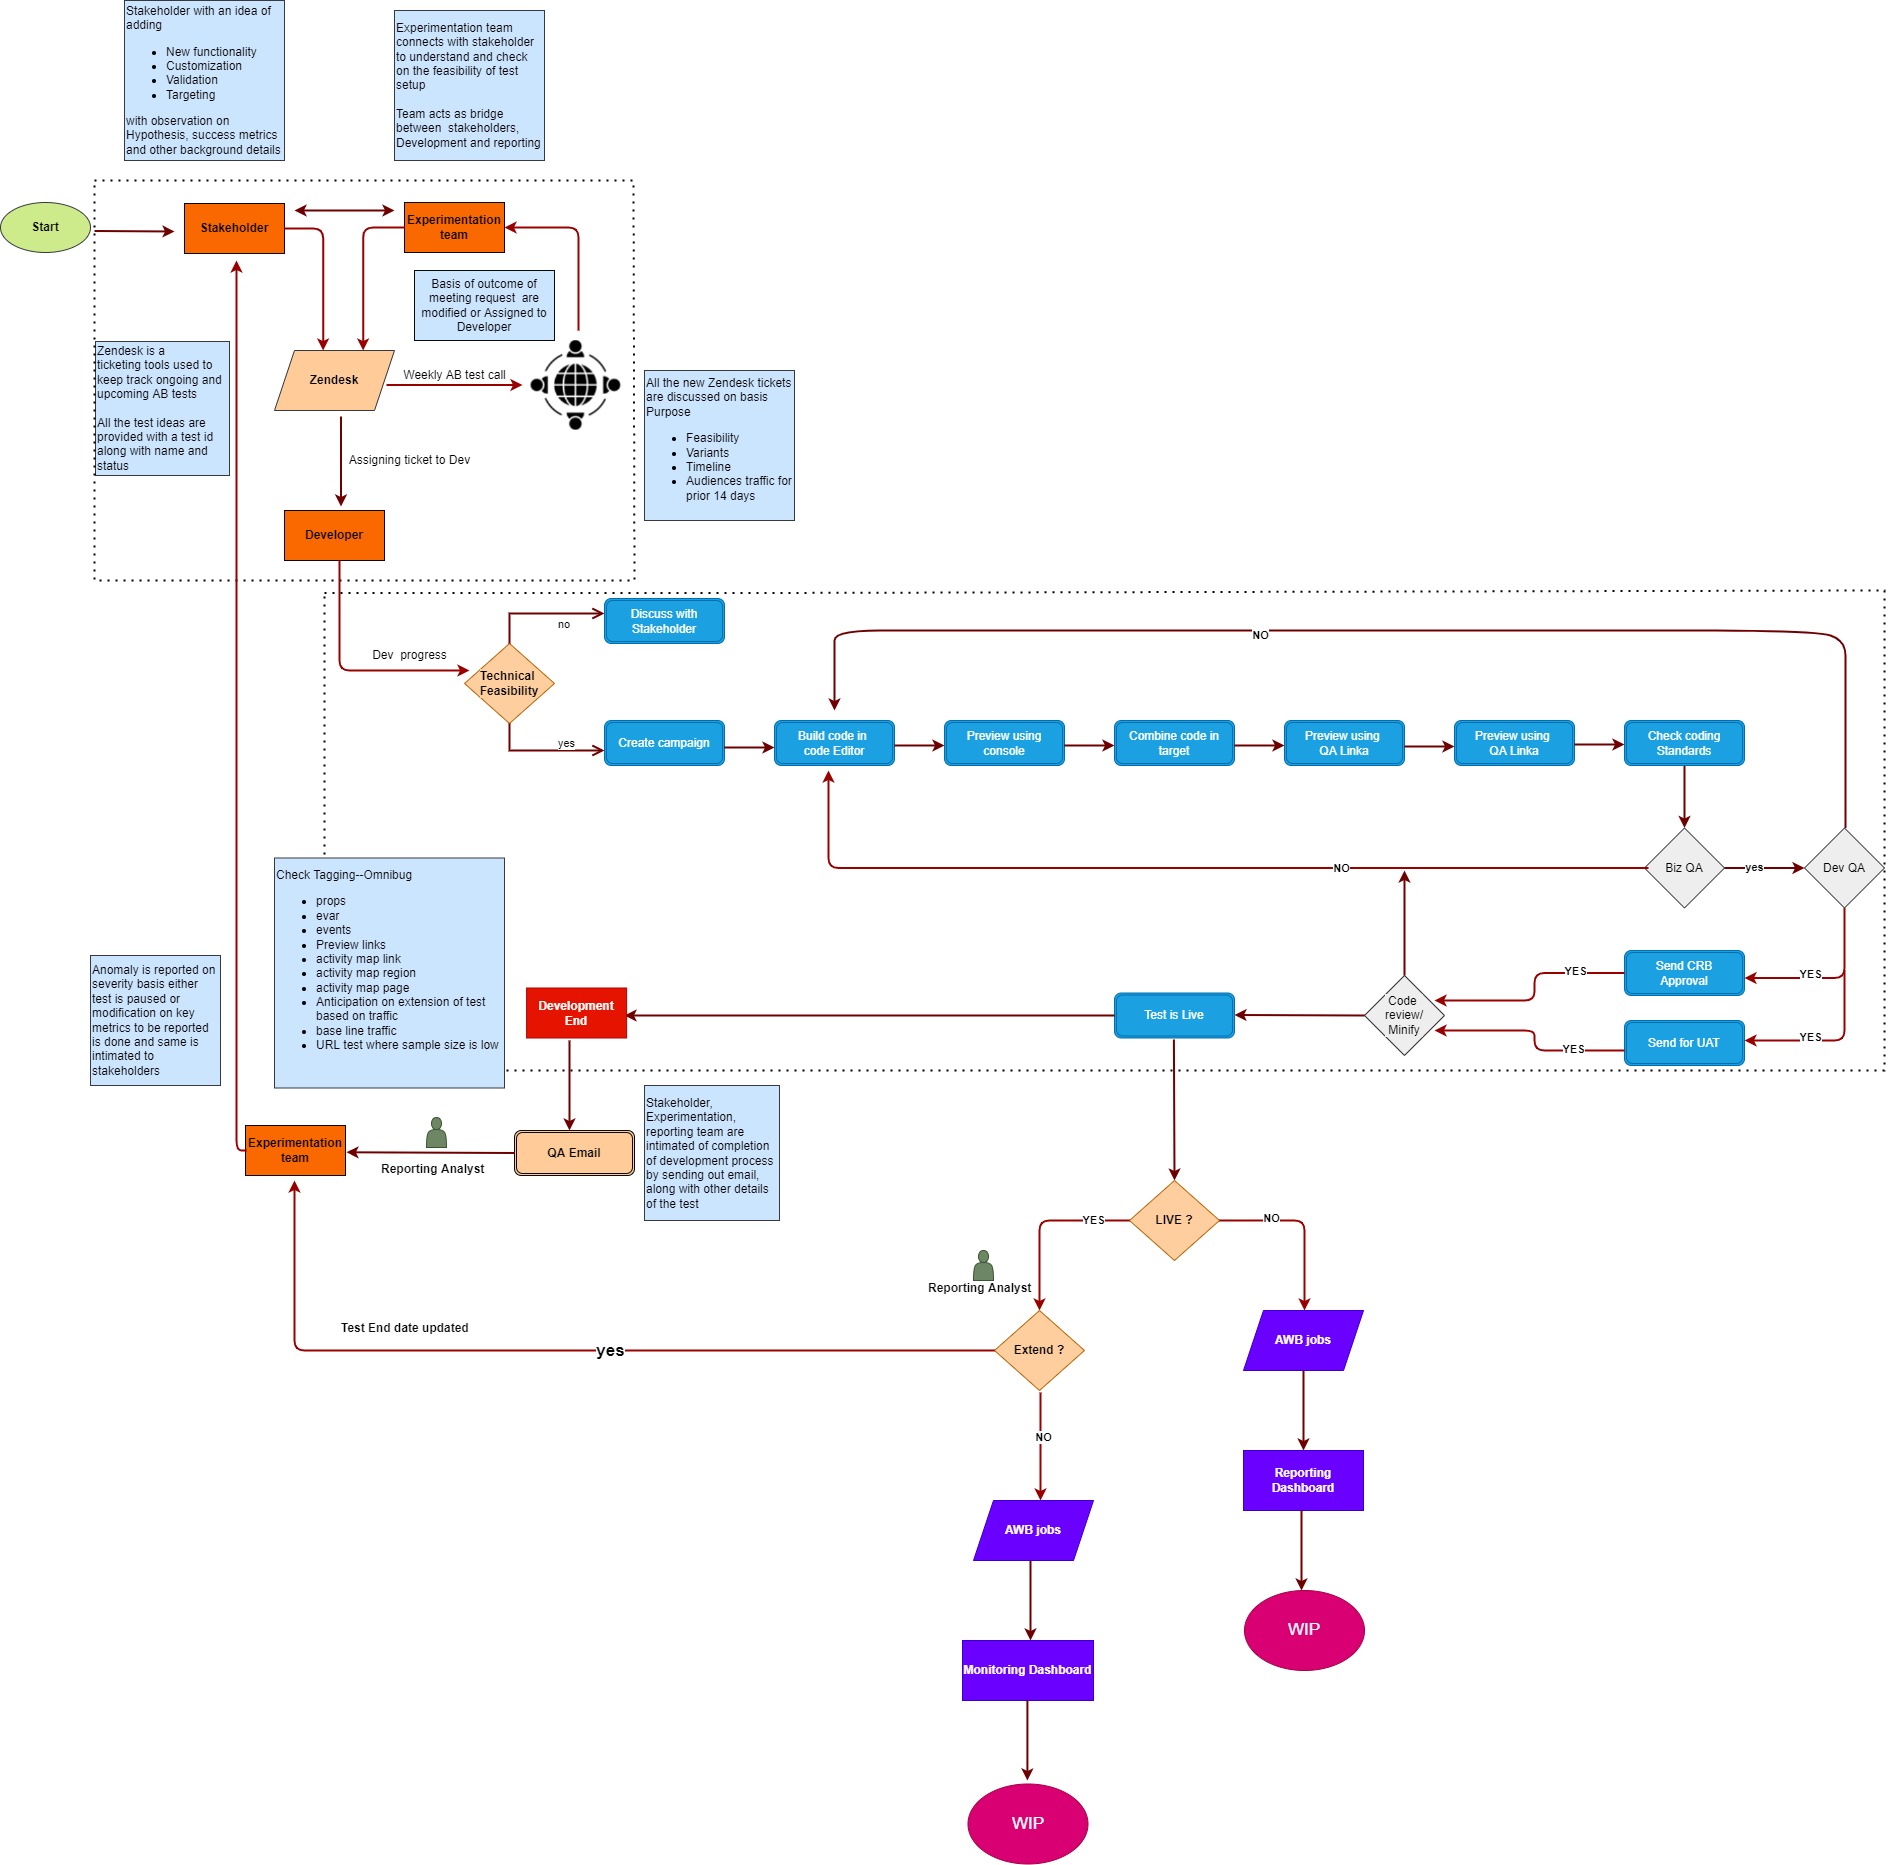 Stakeholder with an idea of
adding
New functionality
Customization
Validation
Targeting
with observation on
Hypothesis, success metrics
and other background details
Experimentation team
connects with stakeholder
to understand and check
on the feasibility of test
setup
Team acts as bridge
between  stakeholders,
Development and reporting
Start
Stakeholder
Experimentation
team
Basis of outcome of
meeting request  are
modified or Assigned to
Developer
Zendesk is a
ticketing tools used to
keep track ongoing and
upcoming AB tests
All the test ideas are
provided with a test id
along with name and
status
Zendesk
Weekly AB test call
All the new Zendesk tickets
are discussed on basis
Purpose
Feasibility
Variants
Timeline
Audiences traffic for
prior 14 days
Assigning ticket to Dev
Developer
Dev  progress
Technical
Feasibility
no
Discuss with
Stakeholder
yes
Create campaign
NO
Build code in
code Editor
Preview using
console
Combine code in
target
Preview using
QA Linka
Preview using
QA Linka
Check coding
Standards
NO
Biz QA
yes
Dev QA
Check Tagging--Omnibug
props
evar
events
Preview links
activity map link
activity map region
activity map page
Anticipation on extension of test
based on traffic
base line traffic
URL test where sample size is low
Anomaly is reported on
severity basis either
test is paused or
modification on key
metrics to be reported
is done and same is
intimated to
stakeholders
Development
End
Test is Live
Code
review/
Minify
YES
Send CRB
Approval
YES
YES
Send for UAT
YES
Experimentation
team
Reporting Analyst
QA Email
Stakeholder,
Experimentation,
reporting team are
intimated of completion
of development process
by sending out email,
along with other details
of the test
YES
LIVE ?
NO
Reporting Analyst
Test End date updated
yes
Extend ?
AWB jobs
NO
Reporting
Dashboard
AWB jobs
WIP
Monitoring Dashboard
WIP